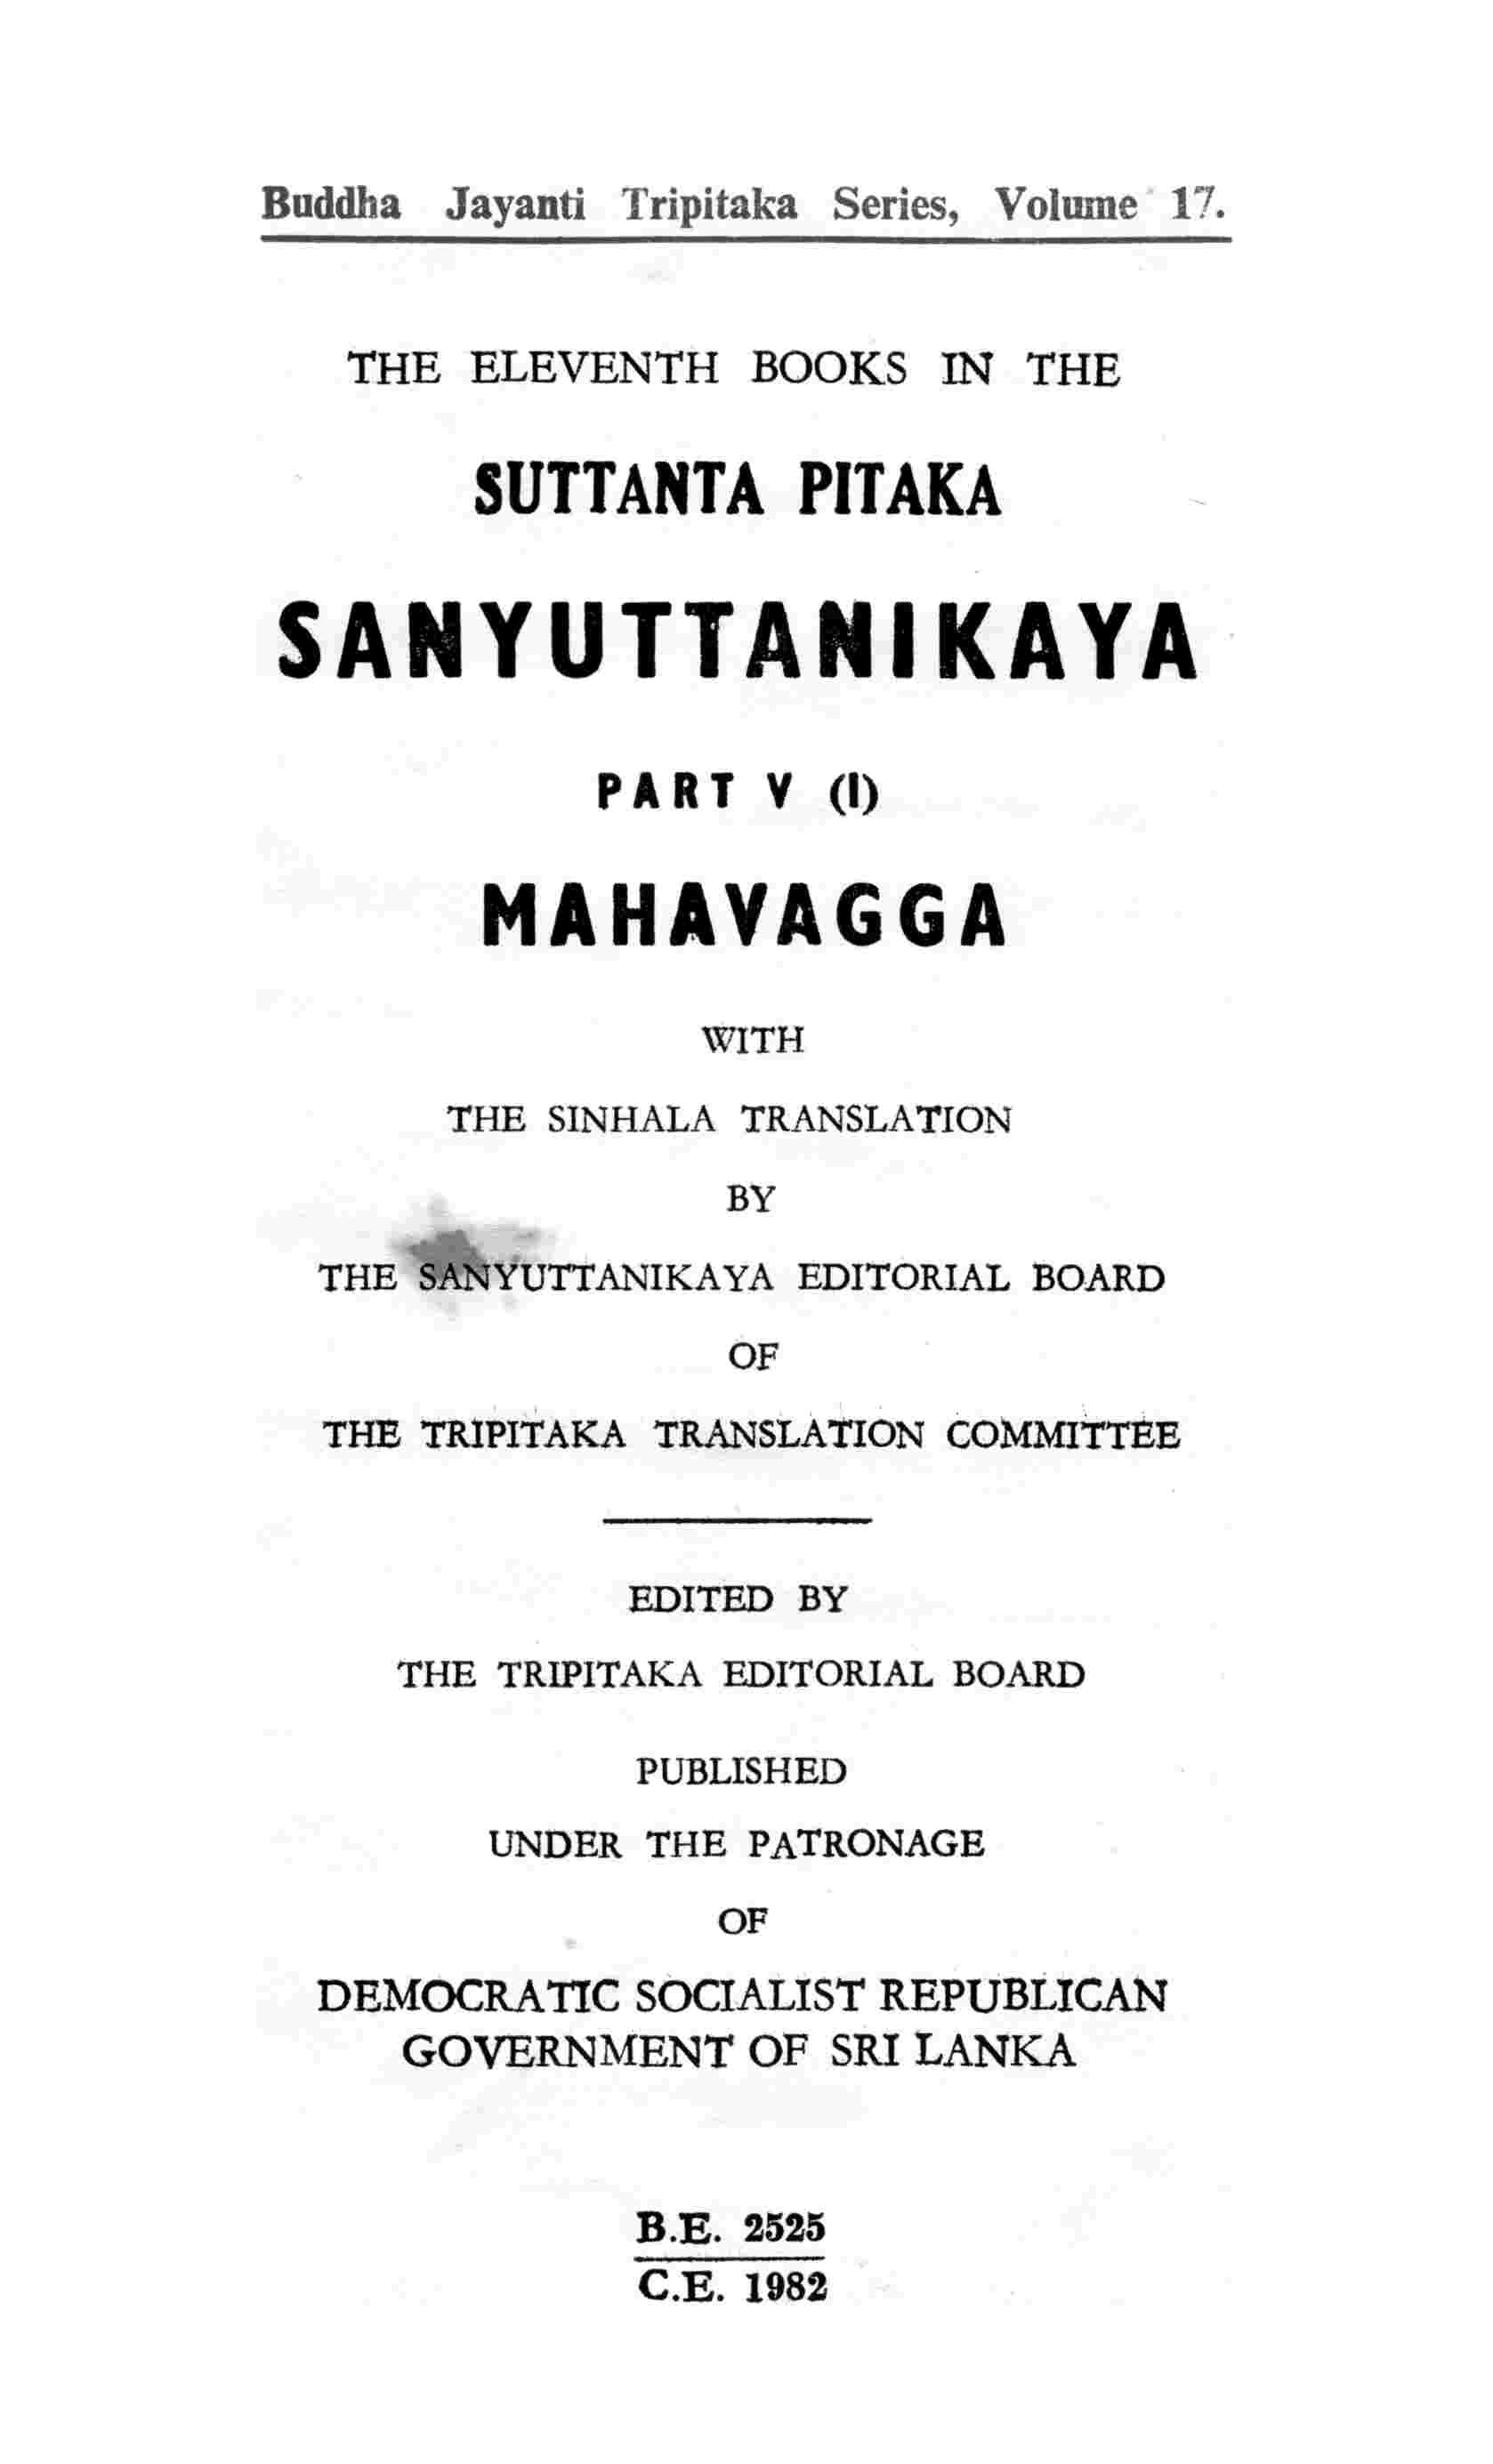 Buddha Jayanti Tripitaka Series, Volume 17.
THE ELEVENTH BOOKS IN THE
SUTTANTA PITAKA
SANYUTTANIKAYA
PART V (I)
MAHAVAGGA
WITH
THE SINHALA TRANSLATION
BY
THE SANYUTTANIKAYA EDITORIAL BOARD
OF
THE TRIPITAKA TRANSLATION COMMITTEE
EDITED BY
THE TRIPITAKA EDITORIAL BOARD
PUBLISHED
UNDER THE PATRONAGE
OF
DEMOCRATIC SOCIALIST REPUBLICAN
GOVERNMENT OF SRI LANKA
B.E. 2525
C.E. 1982